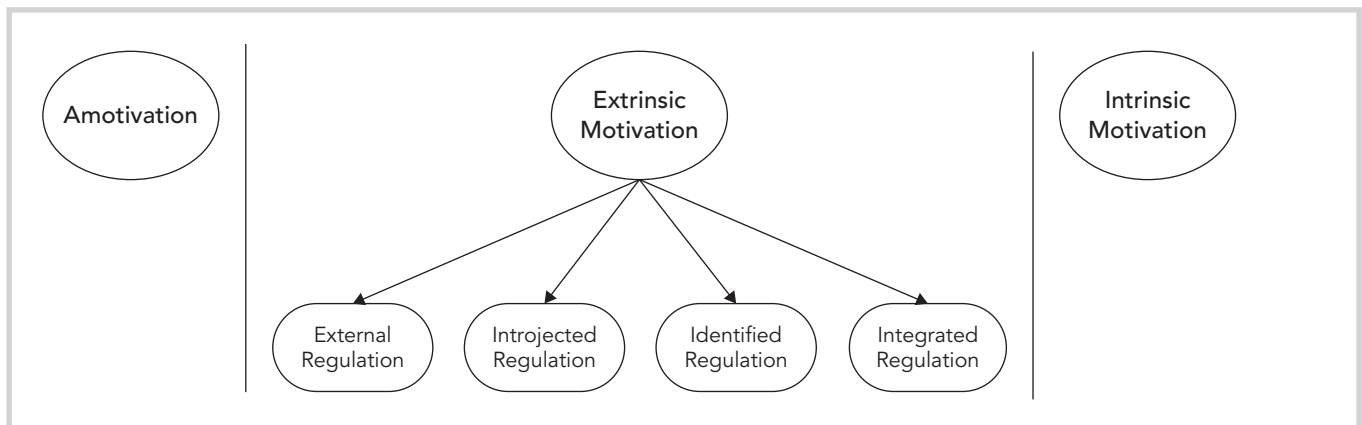 Amotivation
Extrinsic
Motivation
Intrinsic
Motivation
External
Regulation
Introjected
Regulation
Identified
Regulation
Integrated
Regulation